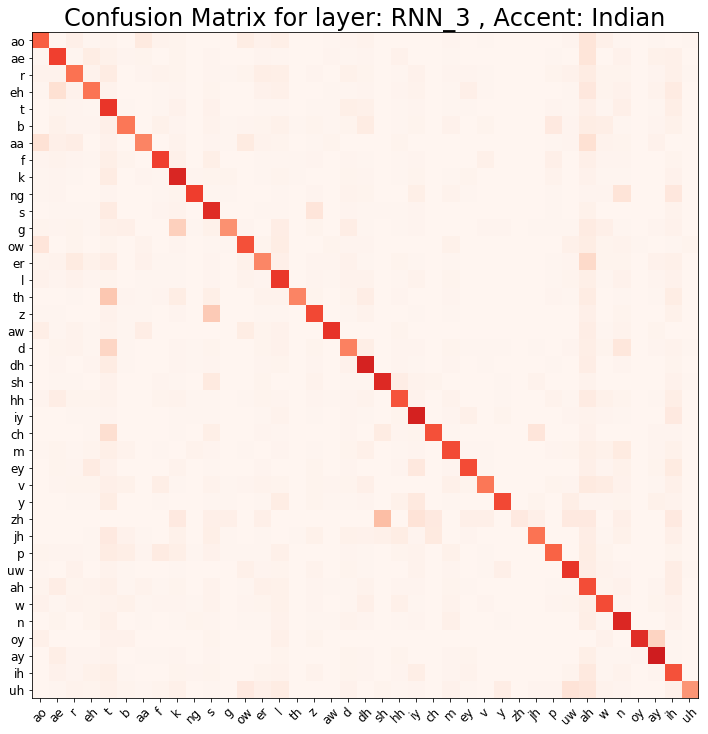 Confusion Matrix for layer: RNN_3 , Accent: Indian
ao
ae
r
eh
t
b
aa
f
k
ng
s
g
ow
er
l
th
z
aw
d
dh
sh
hh
iy
ch
m
ey
v
y
zh
jh
p
uw
ah
w
n
oy
ay
ih
uh
ao ae r eh t b aa f k ng s g ow er l th z aw d dh sh hh iy ch m ey v y zh jh p uw ah w n oy ay ih uh